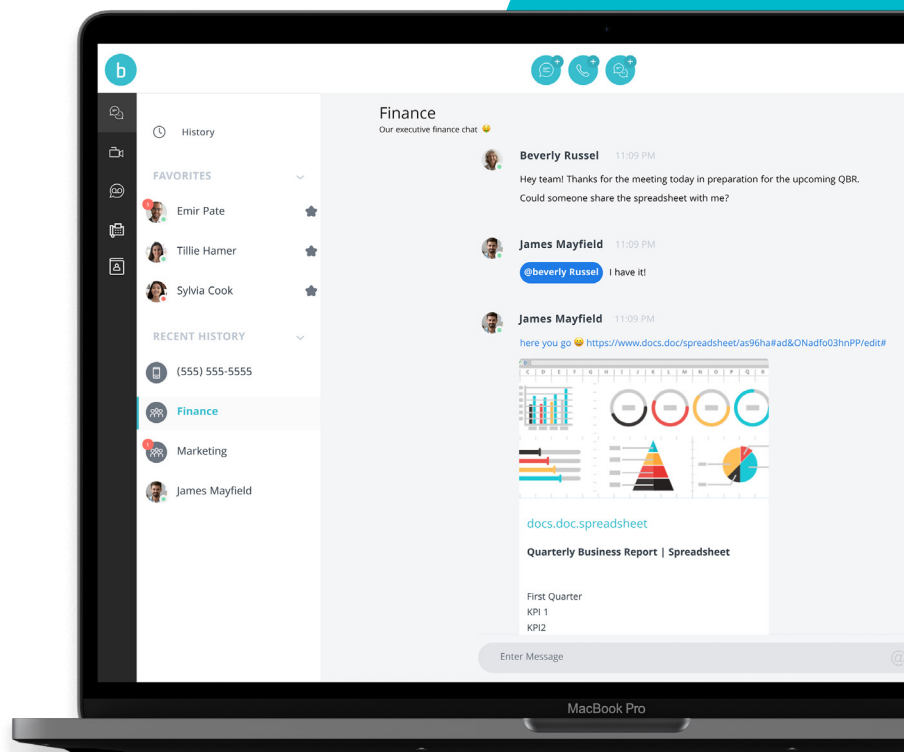 b
History
FAVORITES
Emir Pate
Tillie Hamer
Sylvia Cook
RECENT HISTORY
(555) 555-5555
Finance
Marketing
James Mayfield
Finance
Our executive finance chat 😄
Beverly Russel 11:09 PM
Hey team! Thanks for the meeting today in preparation for the upcoming QBR.
Could someone share the spreadsheet with me?
James Mayfield 11:09 PM
@beverly Russel I have it!
James Mayfield 11:09 PM
here you go 😄 https://www.docs.doc/spreadsheet/as96ha#ad&ONadfo03hnPP/edit#
C D E F G H I J K L M N O P Q R
docs.doc.spreadsheet
Quarterly Business Report | Spreadsheet
First Quarter
KPI 1
KPI2
Enter Message @
MacBook Pro